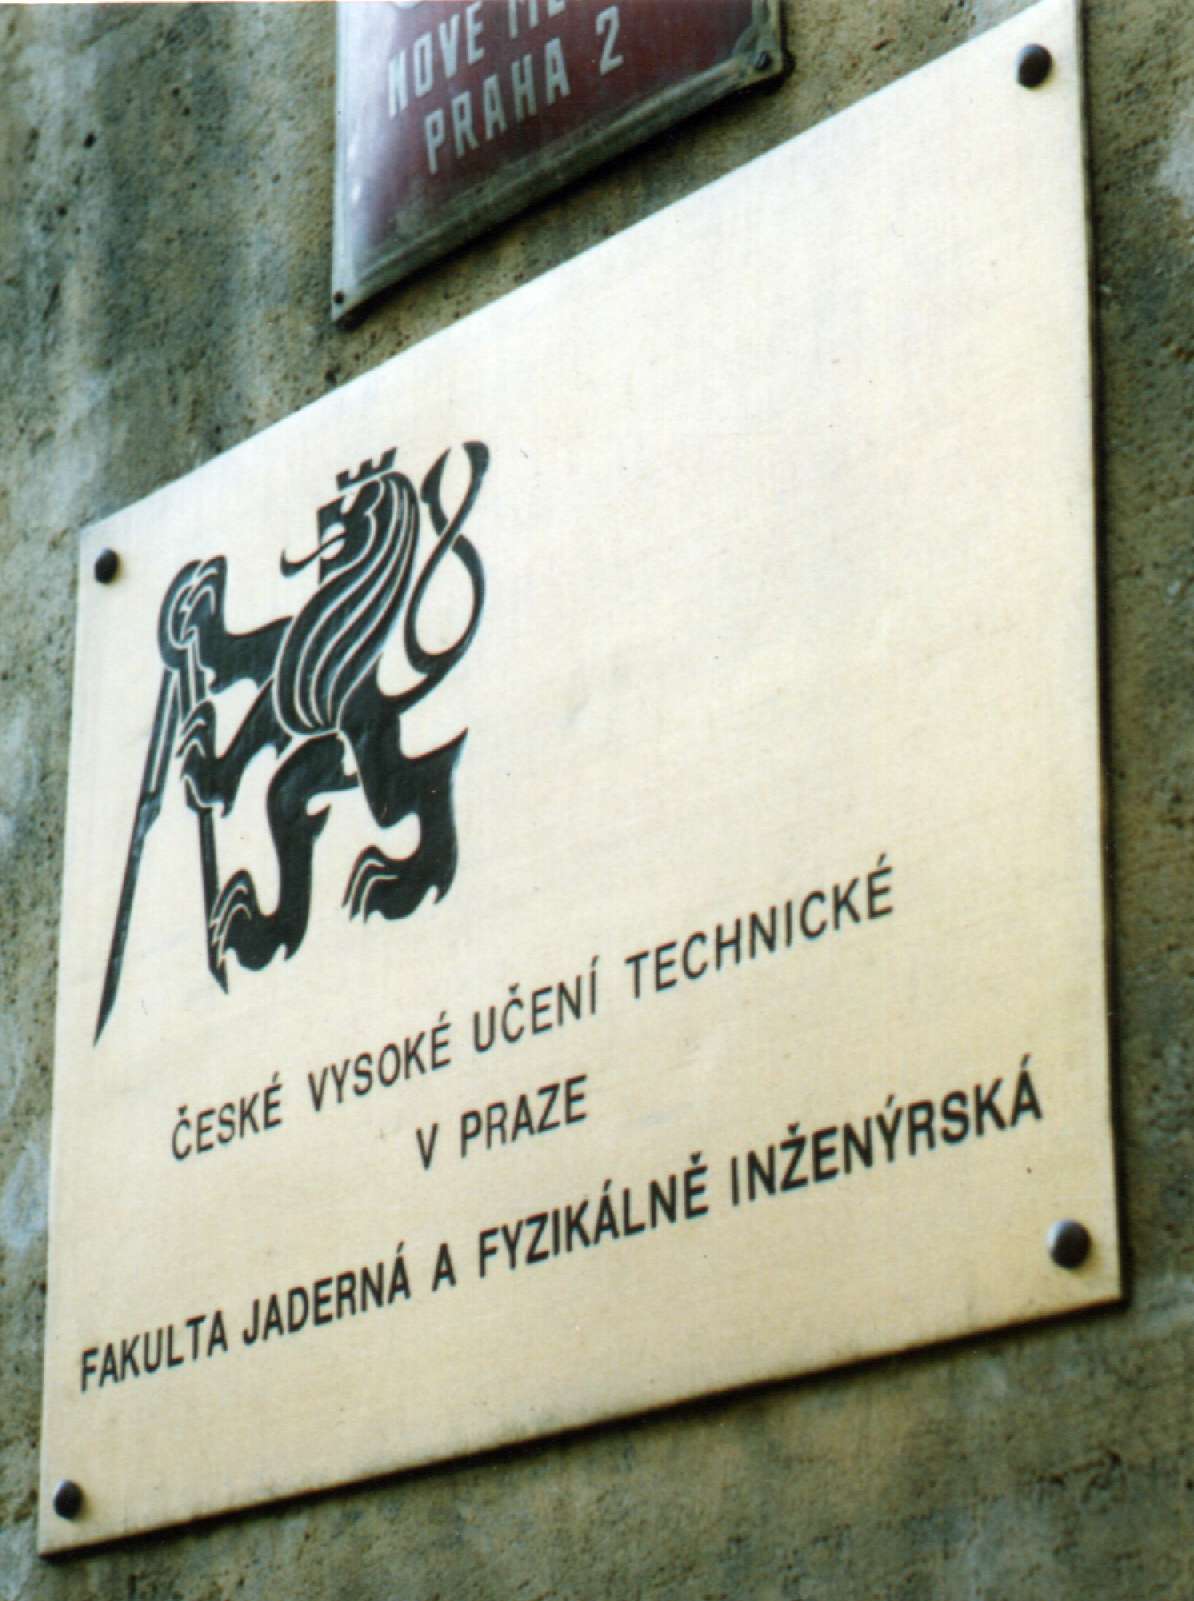 NOVÉ
PRAHA 2
ČESKÉ VYSOKÉ UČENÍ TECHNICKÉ
V PRAZE
FAKULTA JADERNÁ A FYZIKÁLNĚ INŽENÝRSKÁ